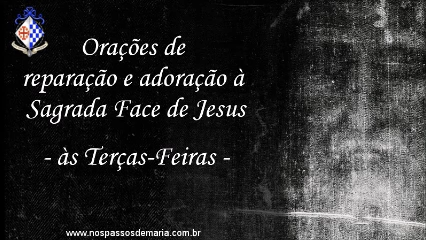 Orações de
reparação e adoração à
Sagrada Face de Jesus
- às Terças-Feiras -
www.nospassosdemaria.com.br